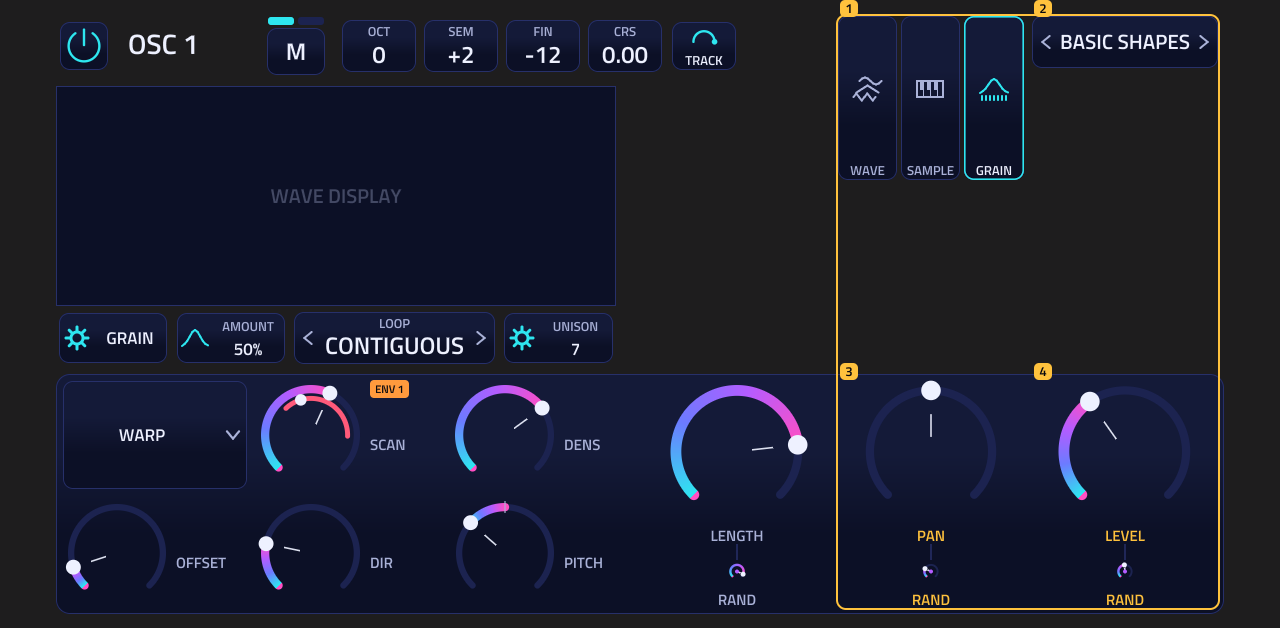 1
2
OSC 1
M
OCT
0
SEM
+2
FIN
-12
CRS
0.00
TRACK
WAVE
SAMPLE
GRAIN
BASIC SHAPES
WAVE DISPLAY
GRAIN
AMOUNT
50%
LOOP
CONTIGUOUS
UNISON
7
3
4
WARP
ENV 1
SCAN
DENS
OFFSET
DIR
PITCH
LENGTH
RAND
PAN
RAND
LEVEL
RAND